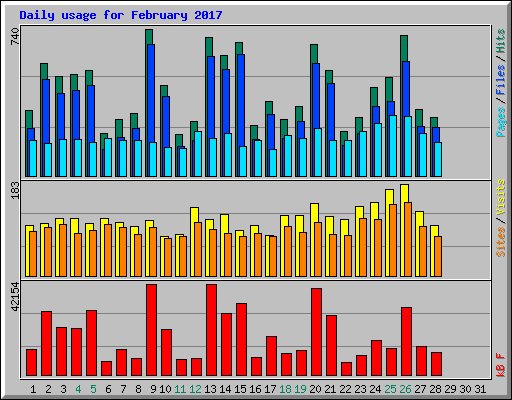 Daily usage for February 2017
740
Pages / Files / Hits
183
Sites / Visits
42154
kB F
1 2 3 4 5 6 7 8 9 10 11 12 13 14 15 16 17 18 19 20 21 22 23 24 25 26 27 28 29 30 31